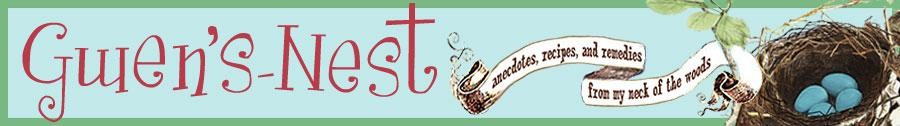 Gwen's-Nest
anecdotes, recipes, and remedies
from my neck of the woods